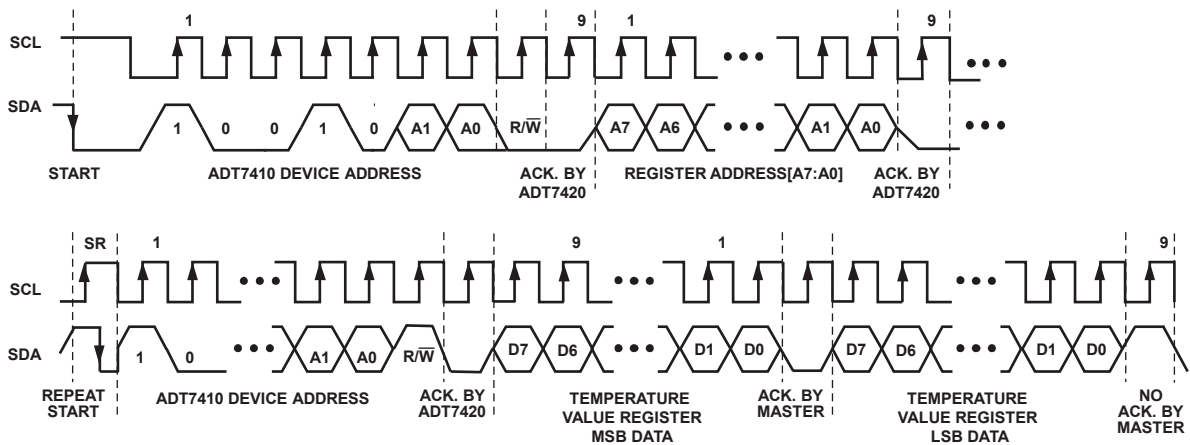 1 9 1 9
SCL
SDA
1 0 0 1 0 A1 A0 R/W̅ A7 A6 A1 A0
START ADT7410 DEVICE ADDRESS ACK. BY REGISTER ADDRESS[A7:A0] ACK. BY
ADT7420 ADT7420
SR 1 9 1 9
SCL
SDA
1 0 A1 A0 R/W̅ D7 D6 D1 D0 D7 D6 D1 D0
REPEAT
START
ADT7410 DEVICE ADDRESS
ACK. BY
ADT7420
TEMPERATURE
VALUE REGISTER
MSB DATA
ACK. BY
MASTER
TEMPERATURE
VALUE REGISTER
LSB DATA
NO
ACK. BY
MASTER